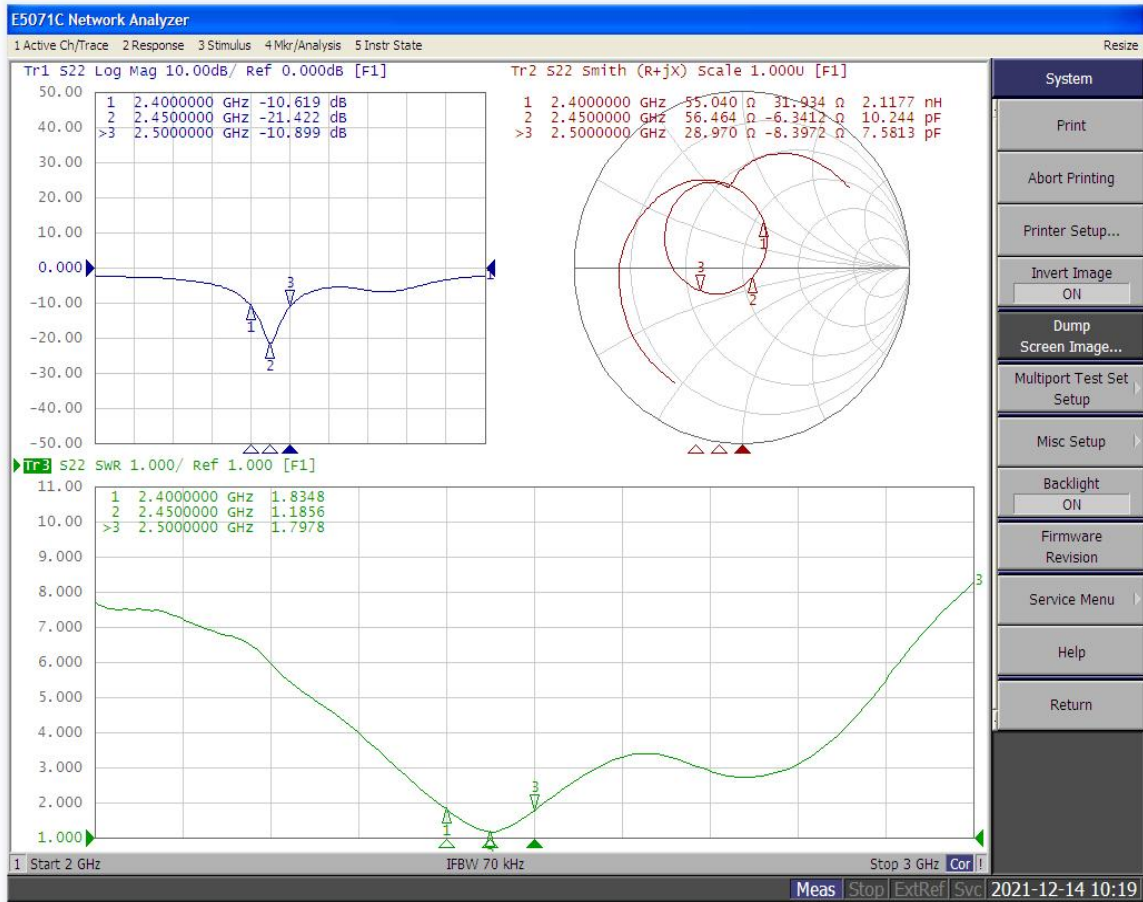 E5071C Network Analyzer
1 Active Ch/Trace 2 Response 3 Stimulus 4 Mkr/Analysis 5 Instr State
Resize
Tr1 S22 Log Mag 10.00dB/ Ref 0.000dB [F1]
50.00
40.00
30.00
20.00
10.00
0.000
-10.00
-20.00
-30.00
-40.00
-50.00
1 2.4000000 GHz -10.619 dB
2 2.4500000 GHz -21.422 dB
>3 2.5000000 GHz -10.899 dB
1
2
3
1
Tr2 S22 Smith (R+jX) Scale 1.000U [F1]
1 2.4000000 GHz 55.040 Ω 31.934 Ω 2.1177 nH
2 2.4500000 GHz 56.464 Ω -6.3412 Ω 10.244 pF
>3 2.5000000 GHz 28.970 Ω -8.3972 Ω 7.5813 pF
1
3
2
Tr3 S22 SWR 1.000/ Ref 1.000 [F1]
11.00
10.00
9.000
8.000
7.000
6.000
5.000
4.000
3.000
2.000
1.000
1 2.4000000 GHz 1.8348
2 2.4500000 GHz 1.1856
>3 2.5000000 GHz 1.7978
1
3
3
1 Start 2 GHz
IFBW 70 kHz
Stop 3 GHz Cor !
System
Print
Abort Printing
Printer Setup...
Invert Image
ON
Dump
Screen Image...
Multiport Test Set
Setup
Misc Setup
Backlight
ON
Firmware
Revision
Service Menu
Help
Return
Meas Stop ExtRef Svc 2021-12-14 10:19